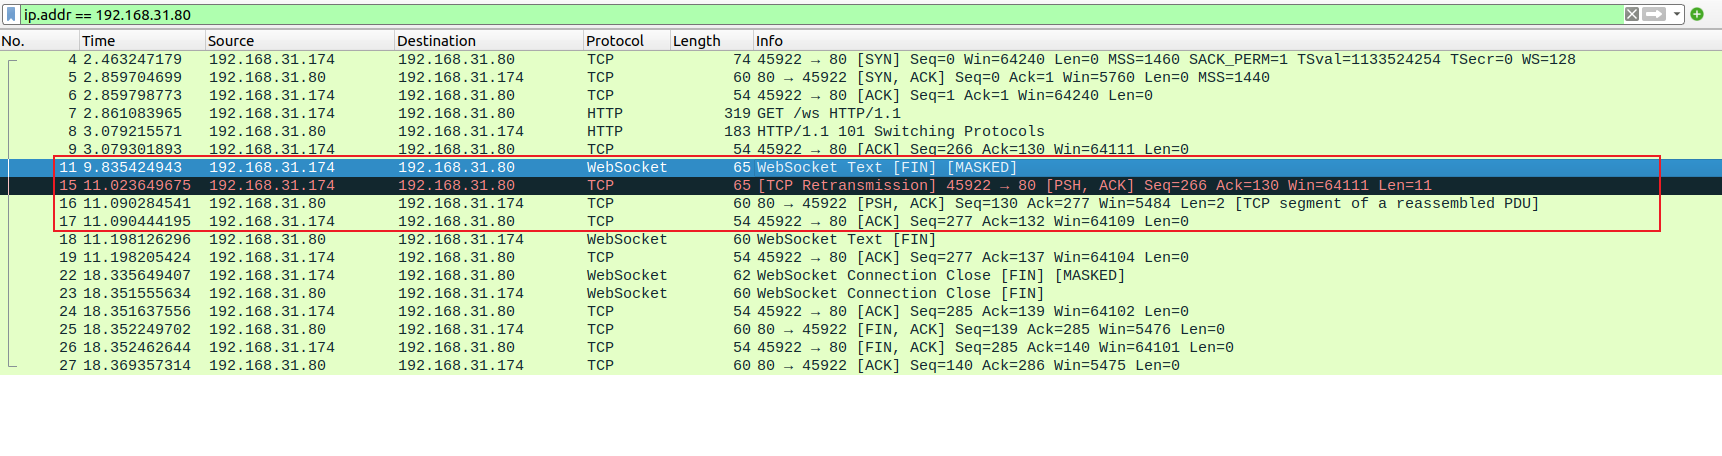 ip.addr == 192.168.31.80
No. Time Source Destination Protocol Length Info
4 2.463247179 192.168.31.174 192.168.31.80 TCP 74 45922 → 80 [SYN] Seq=0 Win=64240 Len=0 MSS=1460 SACK_PERM=1 TSval=1133524254 TSecr=0 WS=128
5 2.859704699 192.168.31.80 192.168.31.174 TCP 60 80 → 45922 [SYN, ACK] Seq=0 Ack=1 Win=5760 Len=0 MSS=1440
6 2.859798773 192.168.31.174 192.168.31.80 TCP 54 45922 → 80 [ACK] Seq=1 Ack=1 Win=64240 Len=0
7 2.861083965 192.168.31.174 192.168.31.80 HTTP 319 GET /ws HTTP/1.1
8 3.079215571 192.168.31.80 192.168.31.174 HTTP 183 HTTP/1.1 101 Switching Protocols
9 3.079301893 192.168.31.174 192.168.31.80 TCP 54 45922 → 80 [ACK] Seq=266 Ack=130 Win=64111 Len=0
11 9.835424943 192.168.31.174 192.168.31.80 WebSocket 65 WebSocket Text [FIN] [MASKED]
15 11.023649675 192.168.31.174 192.168.31.80 TCP 65 [TCP Retransmission] 45922 → 80 [PSH, ACK] Seq=266 Ack=130 Win=64111 Len=11
16 11.090284541 192.168.31.80 192.168.31.174 TCP 60 80 → 45922 [PSH, ACK] Seq=130 Ack=277 Win=5484 Len=2 [TCP segment of a reassembled PDU]
17 11.090444195 192.168.31.174 192.168.31.80 TCP 54 45922 → 80 [ACK] Seq=277 Ack=132 Win=64109 Len=0
18 11.198126296 192.168.31.80 192.168.31.174 WebSocket 60 WebSocket Text [FIN]
19 11.198205424 192.168.31.174 192.168.31.80 TCP 54 45922 → 80 [ACK] Seq=277 Ack=137 Win=64104 Len=0
22 18.335649407 192.168.31.174 192.168.31.80 WebSocket 62 WebSocket Connection Close [FIN] [MASKED]
23 18.351555634 192.168.31.80 192.168.31.174 WebSocket 60 WebSocket Connection Close [FIN]
24 18.351637556 192.168.31.174 192.168.31.80 TCP 54 45922 → 80 [ACK] Seq=285 Ack=139 Win=64102 Len=0
25 18.352249702 192.168.31.80 192.168.31.174 TCP 60 80 → 45922 [FIN, ACK] Seq=139 Ack=285 Win=5476 Len=0
26 18.352462644 192.168.31.174 192.168.31.80 TCP 54 45922 → 80 [FIN, ACK] Seq=285 Ack=140 Win=64101 Len=0
27 18.369357314 192.168.31.80 192.168.31.174 TCP 60 80 → 45922 [ACK] Seq=140 Ack=286 Win=5475 Len=0